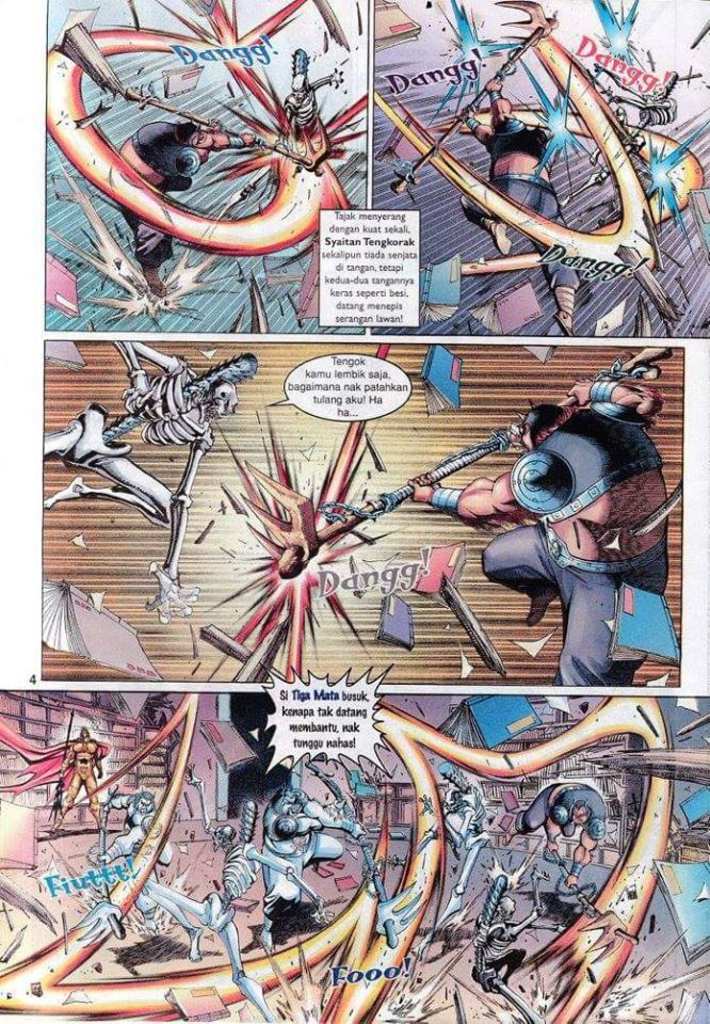 Dangg!
Dangg!
Dangg!
Tajak menyerang
dengan kuat sekali,
Syaitan Tengkorak
sekalipun tiada senjata
di tangan, tetapi
kedua-dua tangannya
keras seperti besi,
datang menepis
serangan lawan!
Dangg!
Tengok
kamu lembik saja,
bagaimana nak patahkan
tulang aku! Ha
ha...
Dangg!
4
Si Tiga Mata busuk,
kenapa tak datang
membantu, nak
tunggu nahas!
Fiuttt!
Fooo!